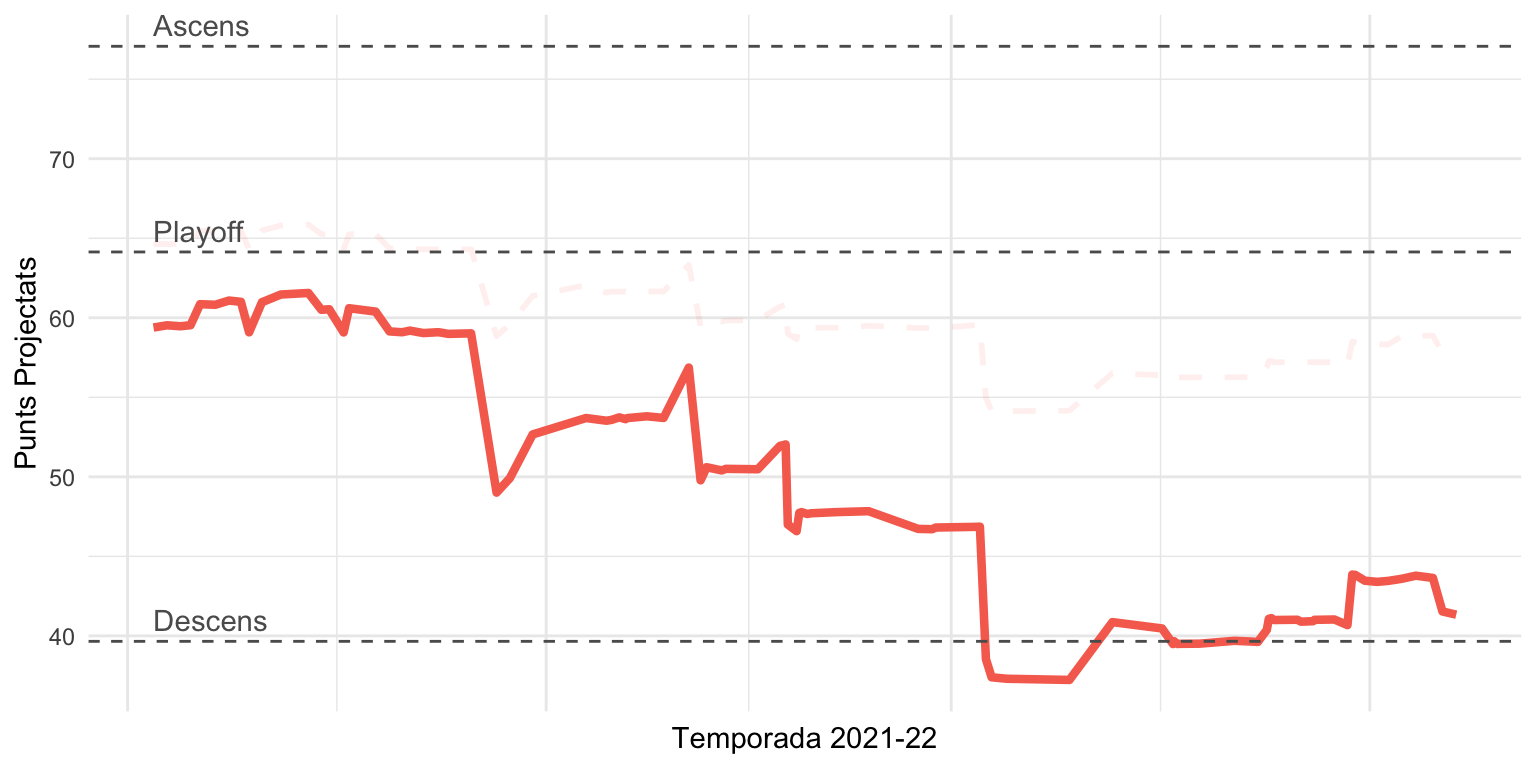 Ascens
70
Playoff
60
50
Descens
40
Punts Projectats
Temporada 2021-22